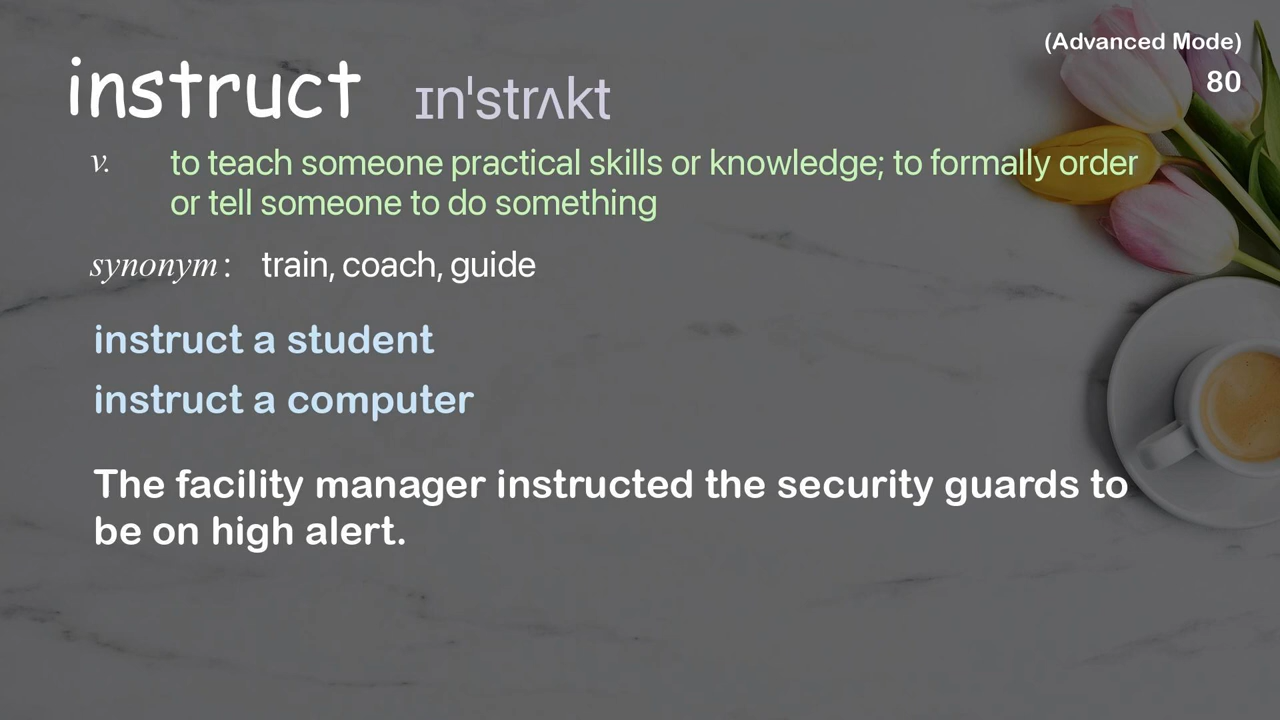 (Advanced Mode)
instruct ɪn'strʌkt
80
v. to teach someone practical skills or knowledge; to formally order
or tell someone to do something
synonym : train, coach, guide
instruct a student
instruct a computer
The facility manager instructed the security guards to
be on high alert.